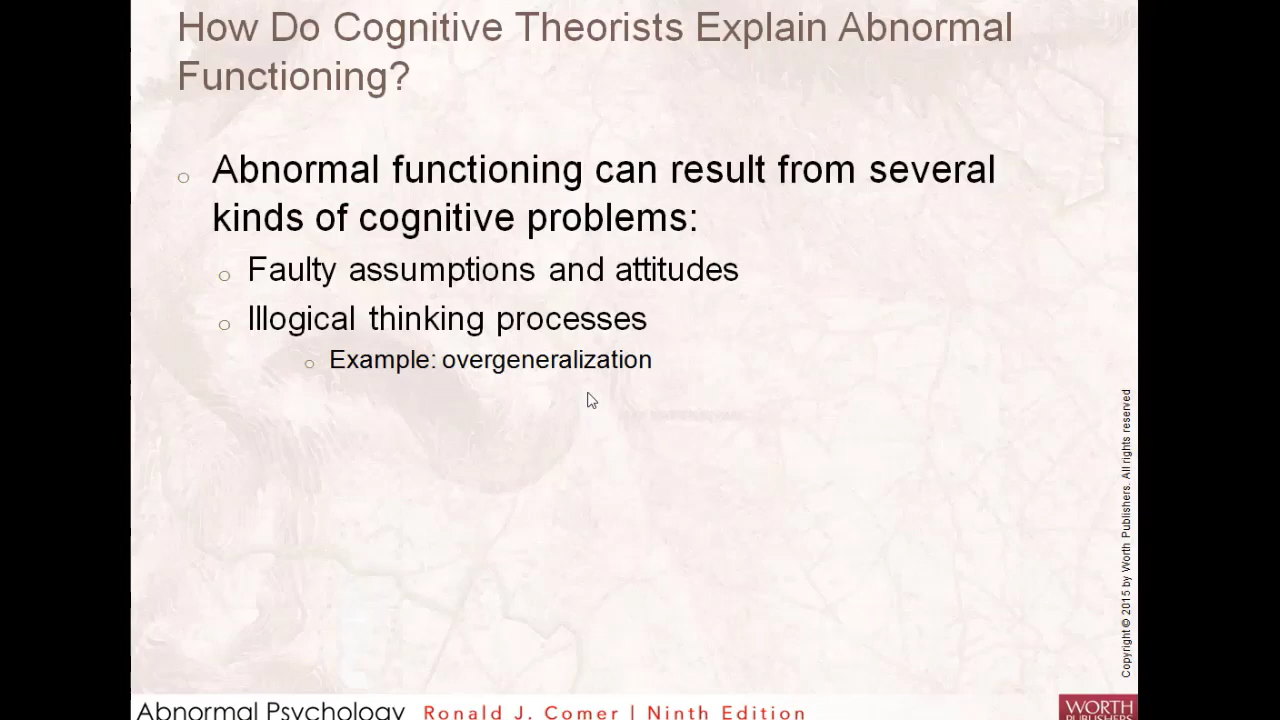 How Do Cognitive Theorists Explain Abnormal
Functioning?
Abnormal functioning can result from several
kinds of cognitive problems:
Faulty assumptions and attitudes
Illogical thinking processes
Example: overgeneralization
Copyright © 2015 by Worth Publishers. All rights reserved
Abnormal Psychology Ronald J. Comer | Ninth Edition
WORTH
PUBLISHERS